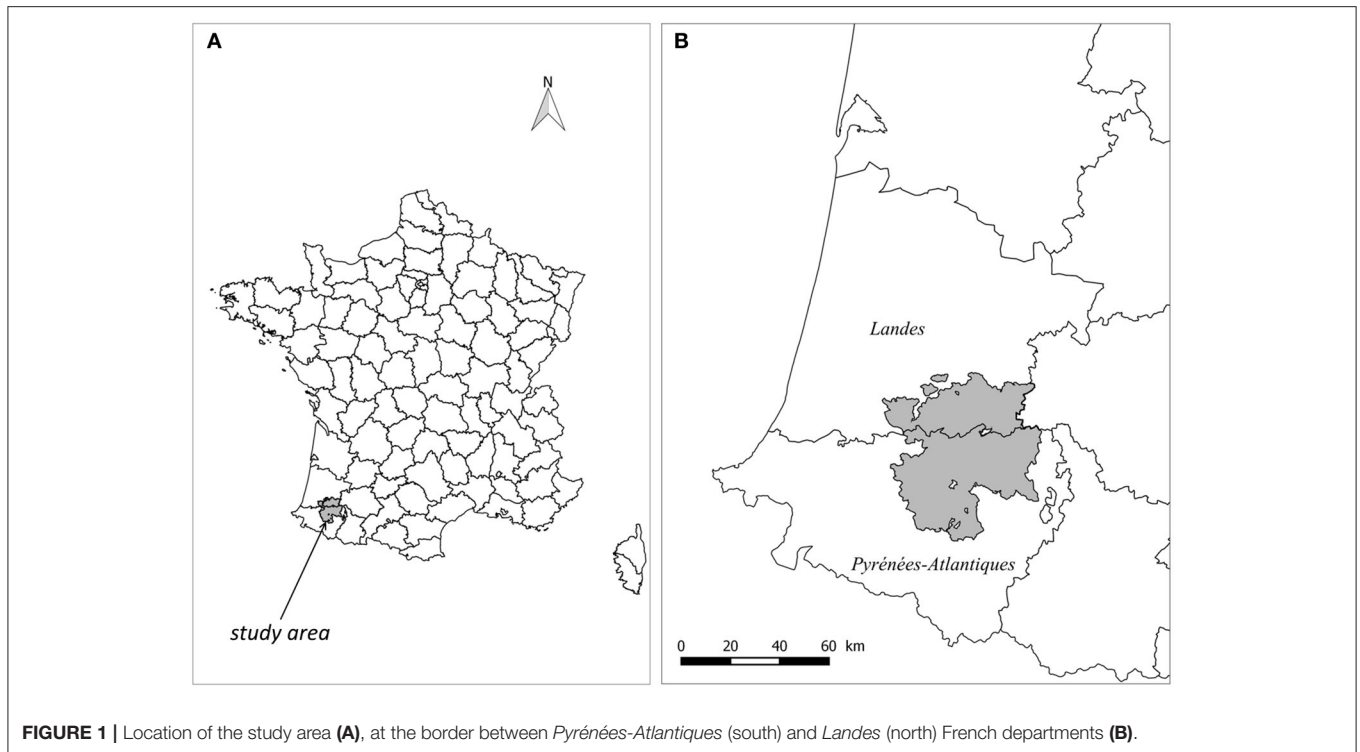 A
N
study area
B
Landes
Pyrénées-Atlantiques
0 20 40 60 km
FIGURE 1 | Location of the study area (A), at the border between Pyrénées-Atlantiques (south) and Landes (north) French departments (B).